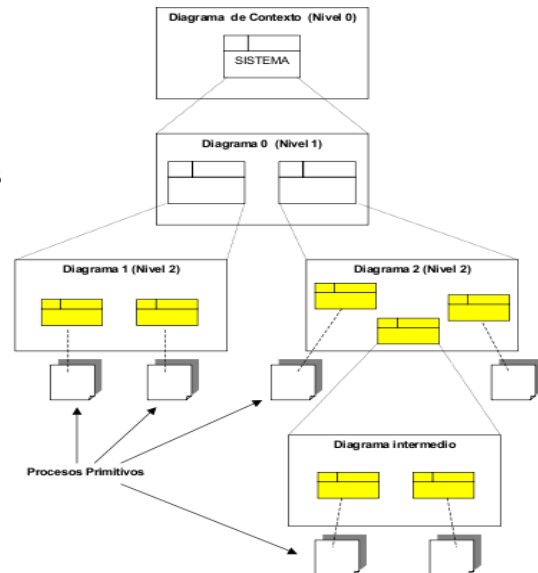 Diagrama de Contexto (Nivel 0)
SISTEMA
Diagrama 0 (Nivel 1)
Diagrama 1 (Nivel 2)
Diagrama 2 (Nivel 2)
Diagrama intermedio
Procesos Primitivos